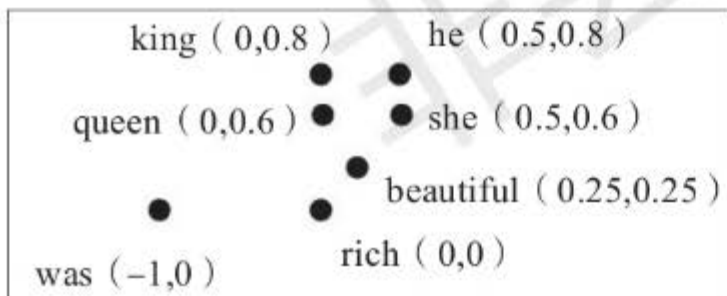 king ( 0,0.8 ) he ( 0.5,0.8 )
queen ( 0,0.6 ) she ( 0.5,0.6 )
beautiful ( 0.25,0.25 )
rich ( 0,0 )
was ( –1,0 )